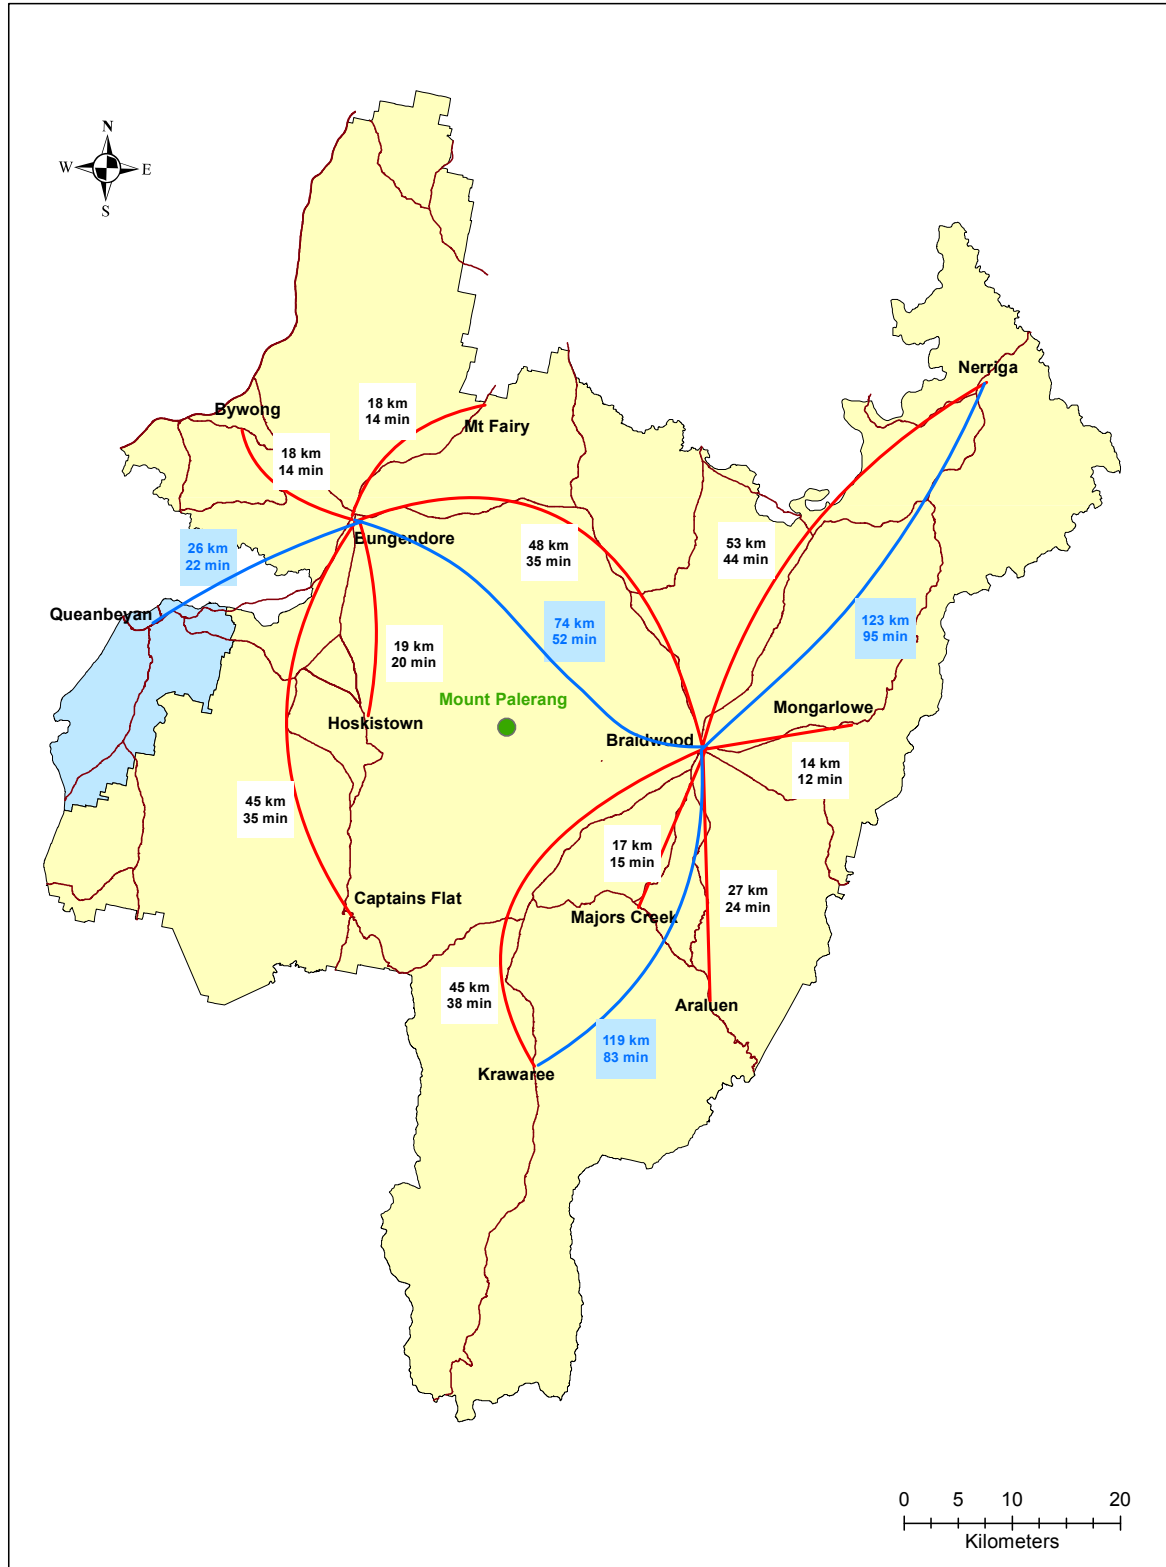 N
W
E
S
Nerriga
18 km
14 min
Bywong
Mt Fairy
18 km
14 min
Bungendore
26 km
22 min
48 km
35 min
53 km
44 min
Queanbeyan
74 km
52 min
123 km
95 min
19 km
20 min
Mount Palerang
Mongarlowe
Hoskistown
Braidwood
14 km
12 min
45 km
35 min
17 km
15 min
27 km
24 min
Captains Flat
Majors Creek
45 km
38 min
Araluen
119 km
83 min
Krawaree
0 5 10 20
Kilometers